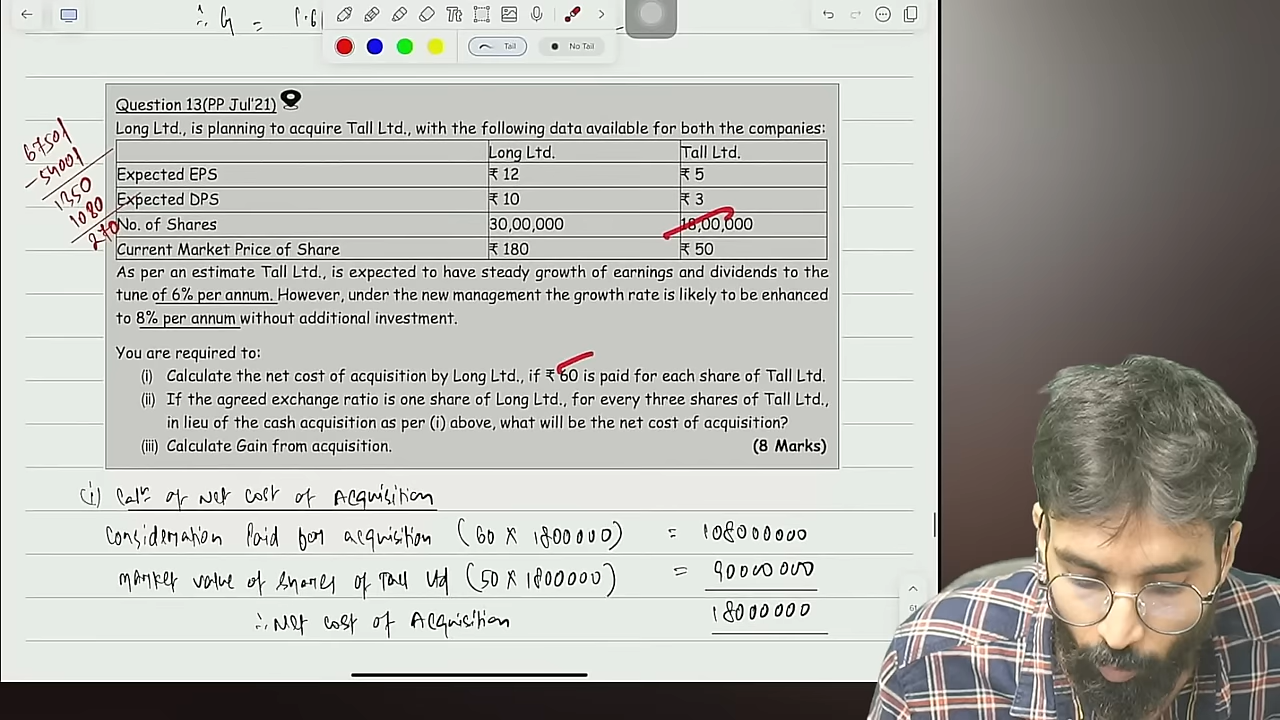 ∴ G =
Tail
No Tail
Question 13(PP Jul'21)
Long Ltd., is planning to acquire Tall Ltd., with the following data available for both the companies:
Long Ltd. Tall Ltd.
Expected EPS ₹ 12 ₹ 5
Expected DPS ₹ 10 ₹ 3
No. of Shares 30,00,000 18,00,000
Current Market Price of Share ₹ 180 ₹ 50
67501
-54001
1350
1080
270
As per an estimate Tall Ltd., is expected to have steady growth of earnings and dividends to the
tune of 6% per annum. However, under the new management the growth rate is likely to be enhanced
to 8% per annum without additional investment.
You are required to:
(i) Calculate the net cost of acquisition by Long Ltd., if ₹ 60 is paid for each share of Tall Ltd.
(ii) If the agreed exchange ratio is one share of Long Ltd., for every three shares of Tall Ltd.,
in lieu of the cash acquisition as per (i) above, what will be the net cost of acquisition?
(iii) Calculate Gain from acquisition. (8 Marks)
(i) Calⁿ of Net cost of Acquisition
Consideration Paid for acquisition (60 X 1800000) = 108000000
Market value of shares of Tall Ltd (50 X 1800000) = 90000000
∴ Net cost of Acquisition 18000000